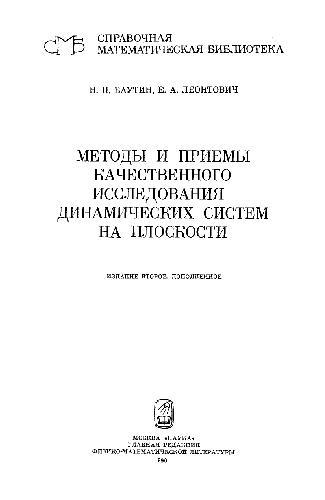 СМБ
СПРАВОЧНАЯ
МАТЕМАТИЧЕСКАЯ БИБЛИОТЕКА
Н. Н. БАУТИН, Е. А. ЛЕОНТОВИЧ
МЕТОДЫ И ПРИЕМЫ
КАЧЕСТВЕННОГО
ИССЛЕДОВАНИЯ
ДИНАМИЧЕСКИХ СИСТЕМ
НА ПЛОСКОСТИ
ИЗДАНИЕ ВТОРОЕ, ДОПОЛНЕННОЕ
МОСКВА «НАУКА»
ГЛАВНАЯ РЕДАКЦИЯ
ФИЗИКО-МАТЕМАТИЧЕСКОЙ ЛИТЕРАТУРЫ